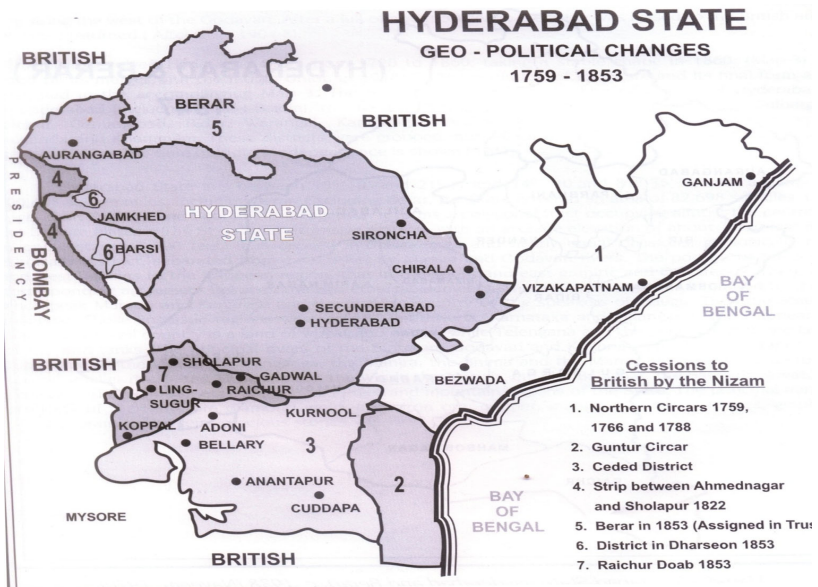 HYDERABAD STATE
GEO - POLITICAL CHANGES
1759 - 1853
BRITISH
BERAR
5
BRITISH
AURANGABAD
GANJAM
4
6
JAMKHED
HYDERABAD
STATE
SIRONCHA
PRESIDENCY
BOMBAY
4
6
BARSI
1
CHIRALA
VIZAKAPATNAM
BAY
OF
BENGAL
SECUNDERABAD
HYDERABAD
BRITISH
SHOLAPUR
7
GADWAL
LING-
SUGUR
RAICHUR
BEZWADA
KURNOOL
KOPPAL
ADONI
BELLARY
3
ANANTAPUR
CUDDAPA
2
MYSORE
BAY
OF
BENGAL
BRITISH
Cessions to
British by the Nizam
1. Northern Circars 1759,
1766 and 1788
2. Guntur Circar
3. Ceded District
4. Strip between Ahmednagar
and Sholapur 1822
5. Berar in 1853 (Assigned in Trus
6. District in Dharseon 1853
7. Raichur Doab 1853